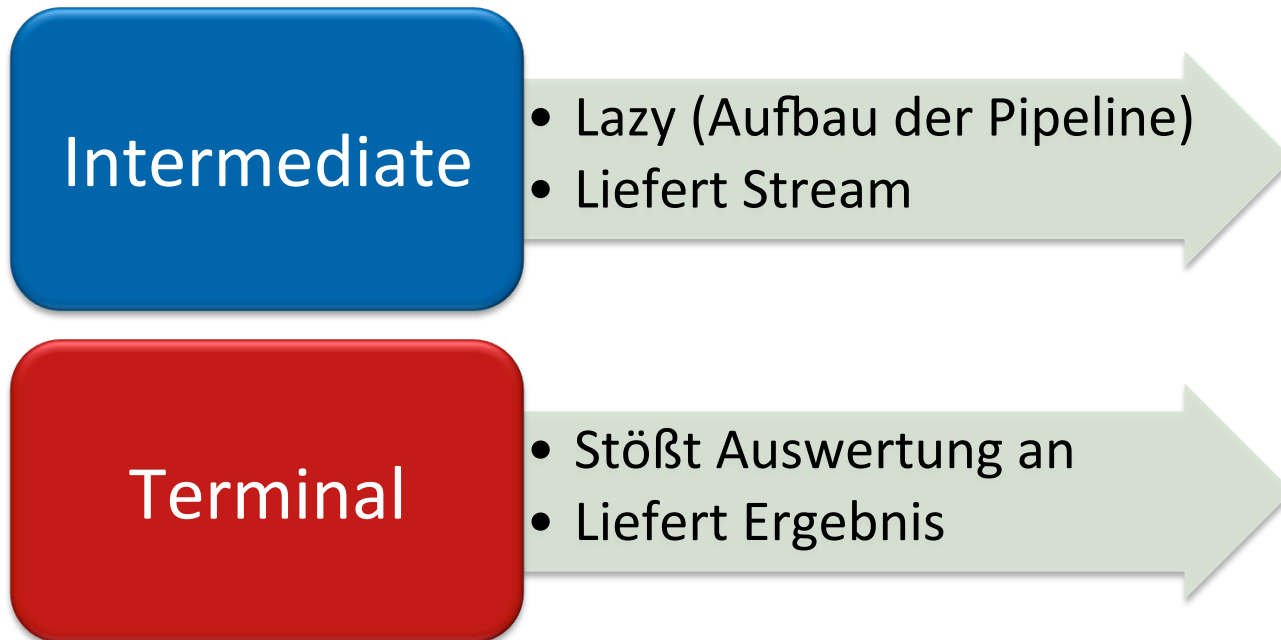 Intermediate
• Lazy (Aufbau der Pipeline)
• Liefert Stream
Terminal
• Stößt Auswertung an
• Liefert Ergebnis